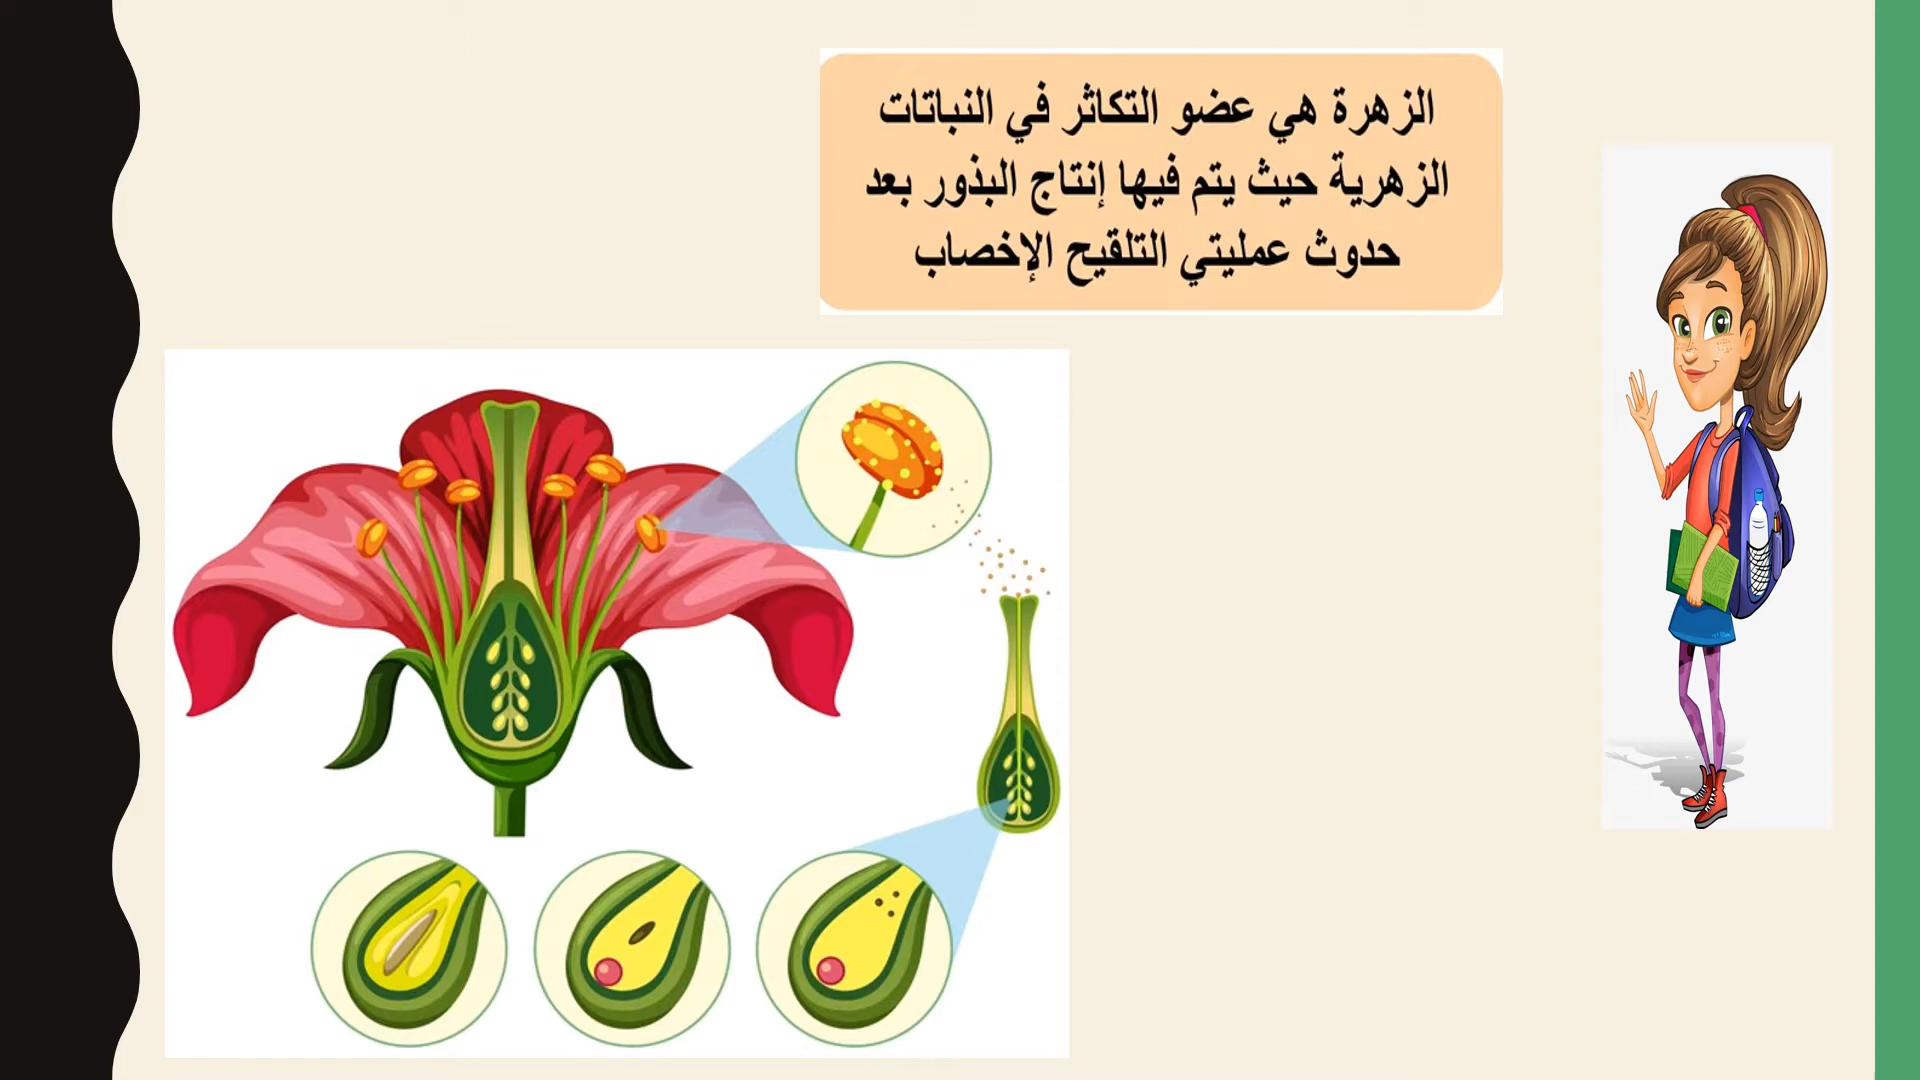 الزهرة هي عضو التكاثر في النباتات
الزهرية حيث يتم فيها إنتاج البذور بعد
حدوث عمليتي التلقيح الإخصاب